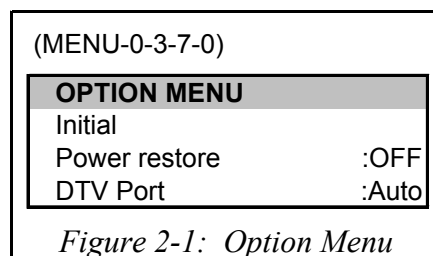 (MENU-0-3-7-0)
OPTION MENU
Initial
Power restore :OFF
DTV Port :Auto
Figure 2-1: Option Menu